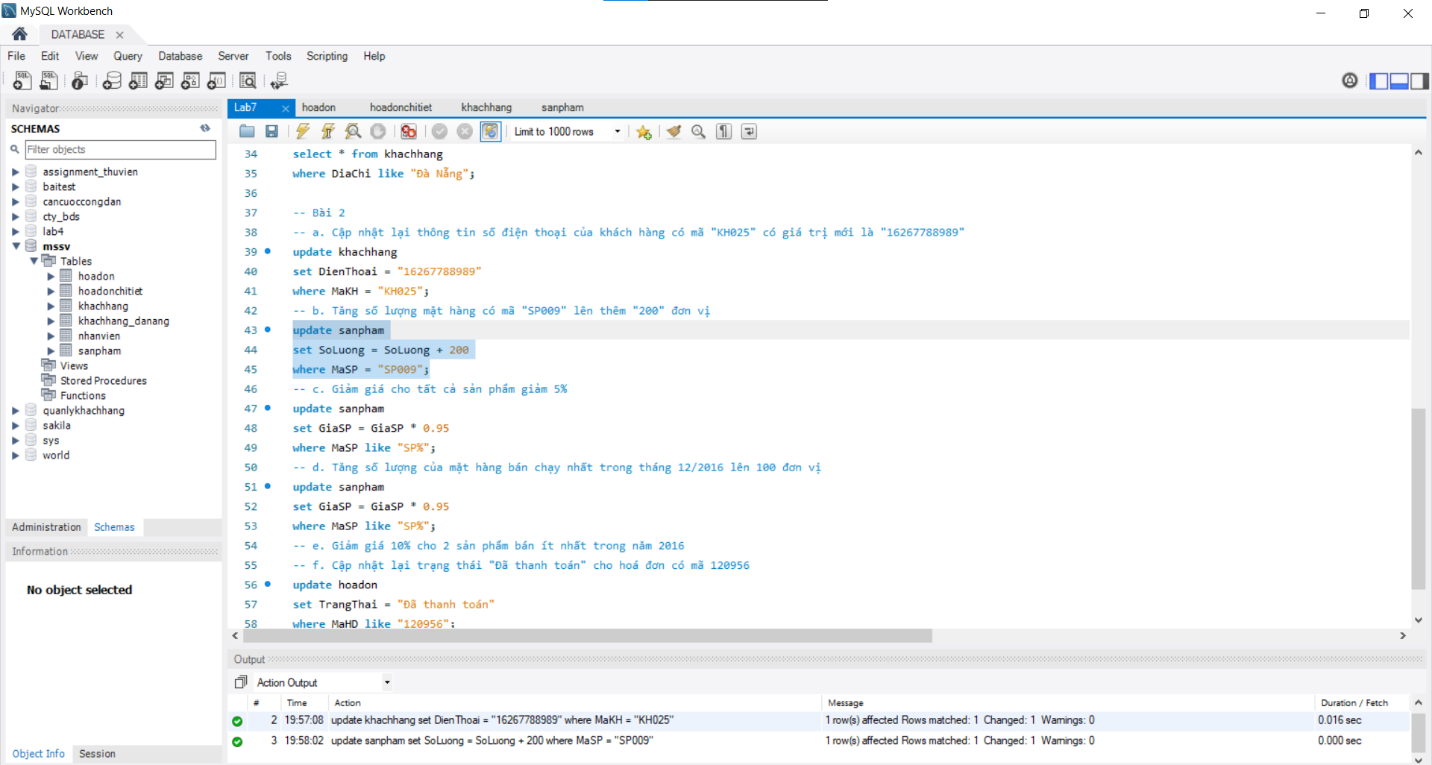 MySQL Workbench
DATABASE
File Edit View Query Database Server Tools Scripting Help
Navigator
SCHEMAS
Filter objects
assignment_thuvien
baitest
cancuoccongdan
cty_bds
lab4
mssv
Tables
hoadon
hoadonchitiet
khachhang
khachhang_danang
nhanvien
sanpham
Views
Stored Procedures
Functions
quanlykhachhang
sakila
sys
world
Administration Schemas
Information
No object selected
Object Info Session
Lab7 hoadon hoadonchitiet khachhang sanpham
Limit to 1000 rows
34 select * from khachhang
35 where DiaChi like "Đà Nẵng";
36
37 -- Bài 2
38 -- a. Cập nhật lại thông tin số điện thoại của khách hàng có mã "KH025" có giá trị mới là "16267788989"
39 update khachhang
40 set DienThoai = "16267788989"
41 where MaKH = "KH025";
42 -- b. Tăng số lượng mặt hàng có mã "SP009" lên thêm "200" đơn vị
43 update sanpham
44 set SoLuong = SoLuong + 200
45 where MaSP = "SP009";
46 -- c. Giảm giá cho tất cả sản phẩm giảm 5%
47 update sanpham
48 set GiaSP = GiaSP * 0.95
49 where MaSP like "SP%";
50 -- d. Tăng số lượng của mặt hàng bán chạy nhất trong tháng 12/2016 lên 100 đơn vị
51 update sanpham
52 set GiaSP = GiaSP * 0.95
53 where MaSP like "SP%";
54 -- e. Giảm giá 10% cho 2 sản phẩm bán ít nhất trong năm 2016
55 -- f. Cập nhật lại trạng thái "Đã thanh toán" cho hoá đơn có mã 120956
56 update hoadon
57 set TrangThai = "Đã thanh toán"
58 where MaHD like "120956";
Output
Action Output
# Time Action Message Duration / Fetch
2 19:57:08 update khachhang set DienThoai = "16267788989" where MaKH = "KH025" 1 row(s) affected Rows matched: 1 Changed: 1 Warnings: 0 0.016 sec
3 19:58:02 update sanpham set SoLuong = SoLuong + 200 where MaSP = "SP009" 1 row(s) affected Rows matched: 1 Changed: 1 Warnings: 0 0.000 sec